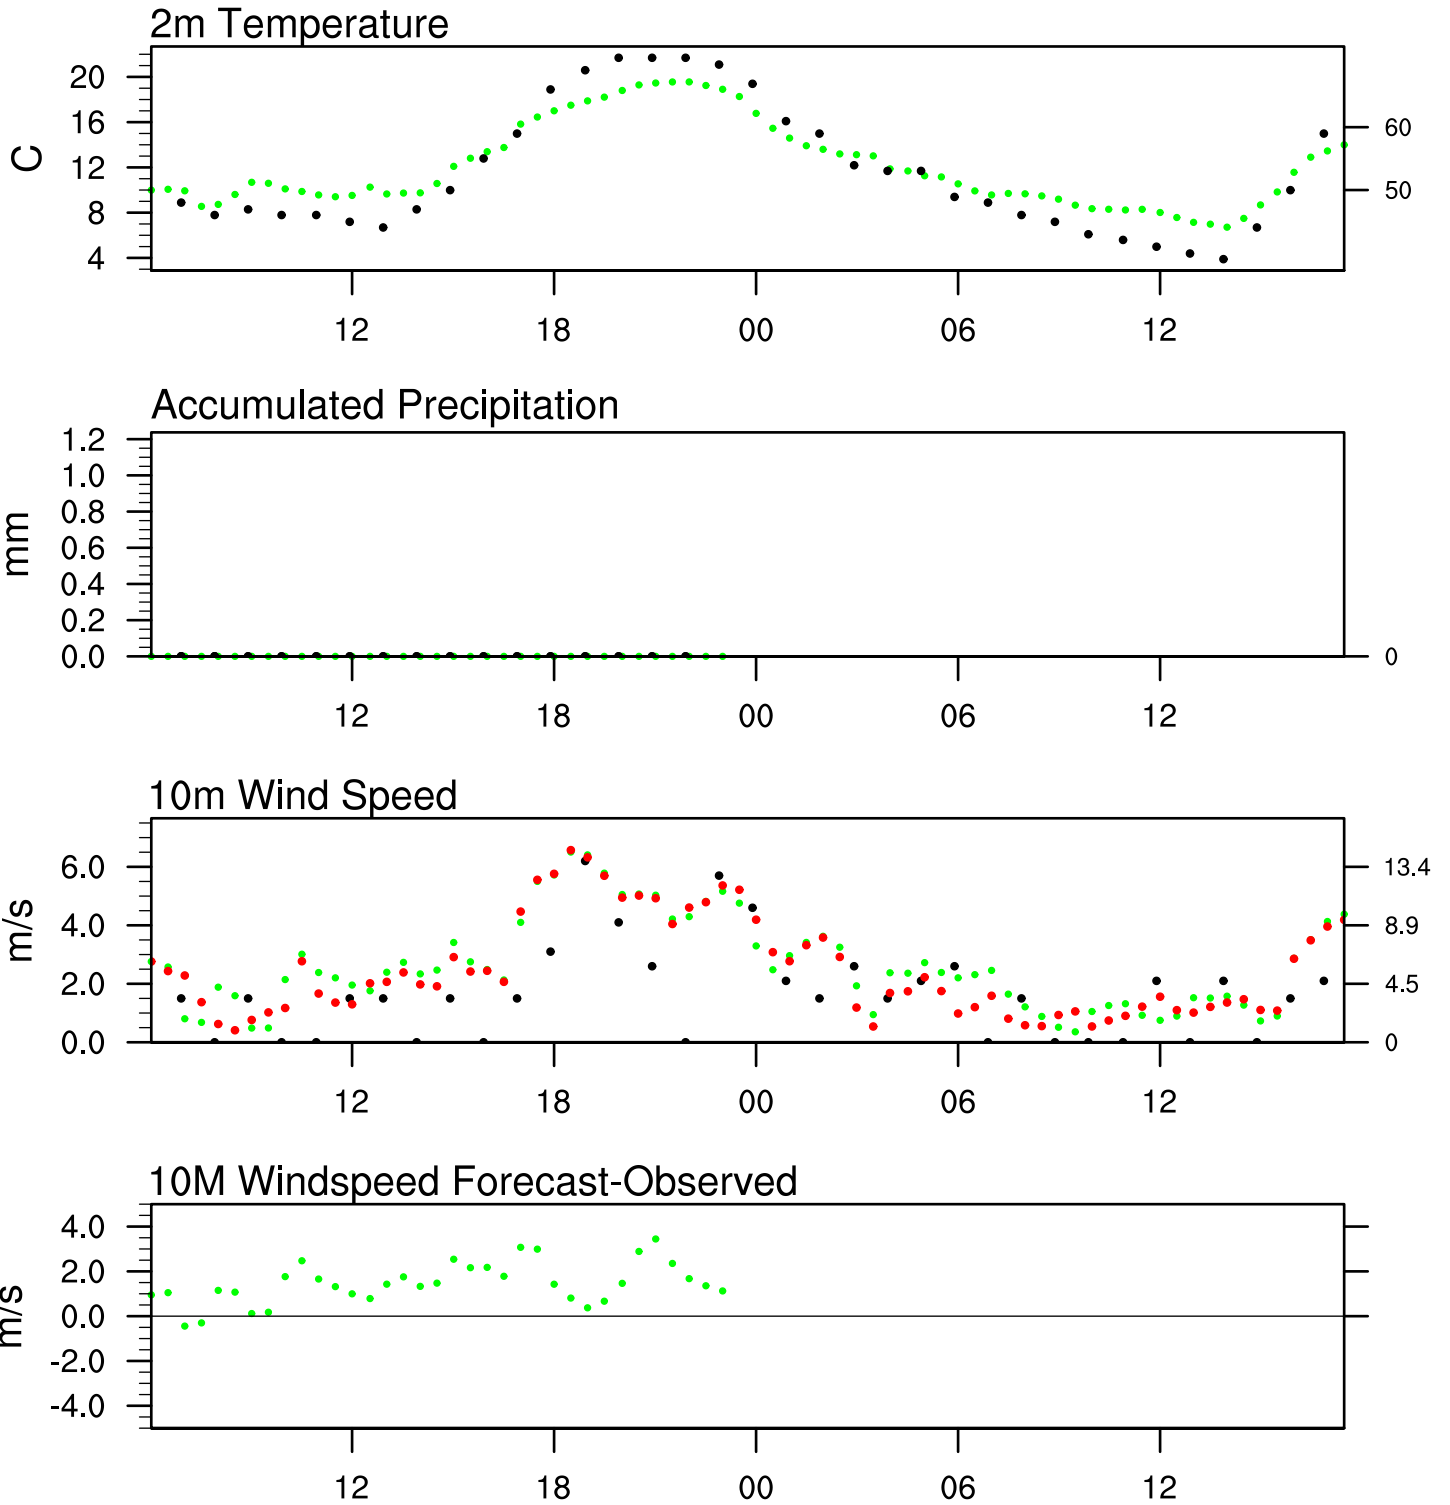 2m Temperature
20
16
12
8
4
C
60
50
12 18 00 06 12
Accumulated Precipitation
1.2
1.0
0.8
0.6
0.4
0.2
0.0
mm
0
12 18 00 06 12
10m Wind Speed
6.0
4.0
2.0
0.0
m/s
13.4
8.9
4.5
0
12 18 00 06 12
10M Windspeed Forecast-Observed
4.0
2.0
0.0
-2.0
-4.0
m/s
12 18 00 06 12